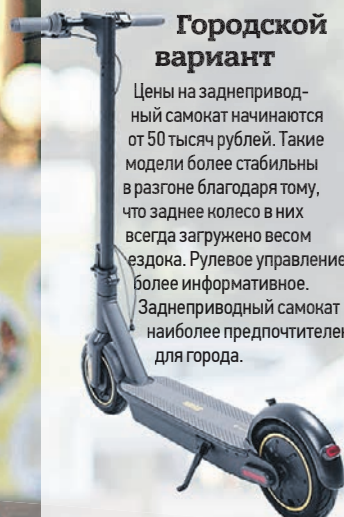 Городской
вариант
Цены на заднепривод-
ный самокат начинаются
от 50 тысяч рублей. Такие
модели более стабильны
в разгоне благодаря тому,
что заднее колесо в них
всегда загружено весом
ездока. Рулевое управление
более информативное.
Заднеприводный самокат
наиболее предпочтителен
для города.